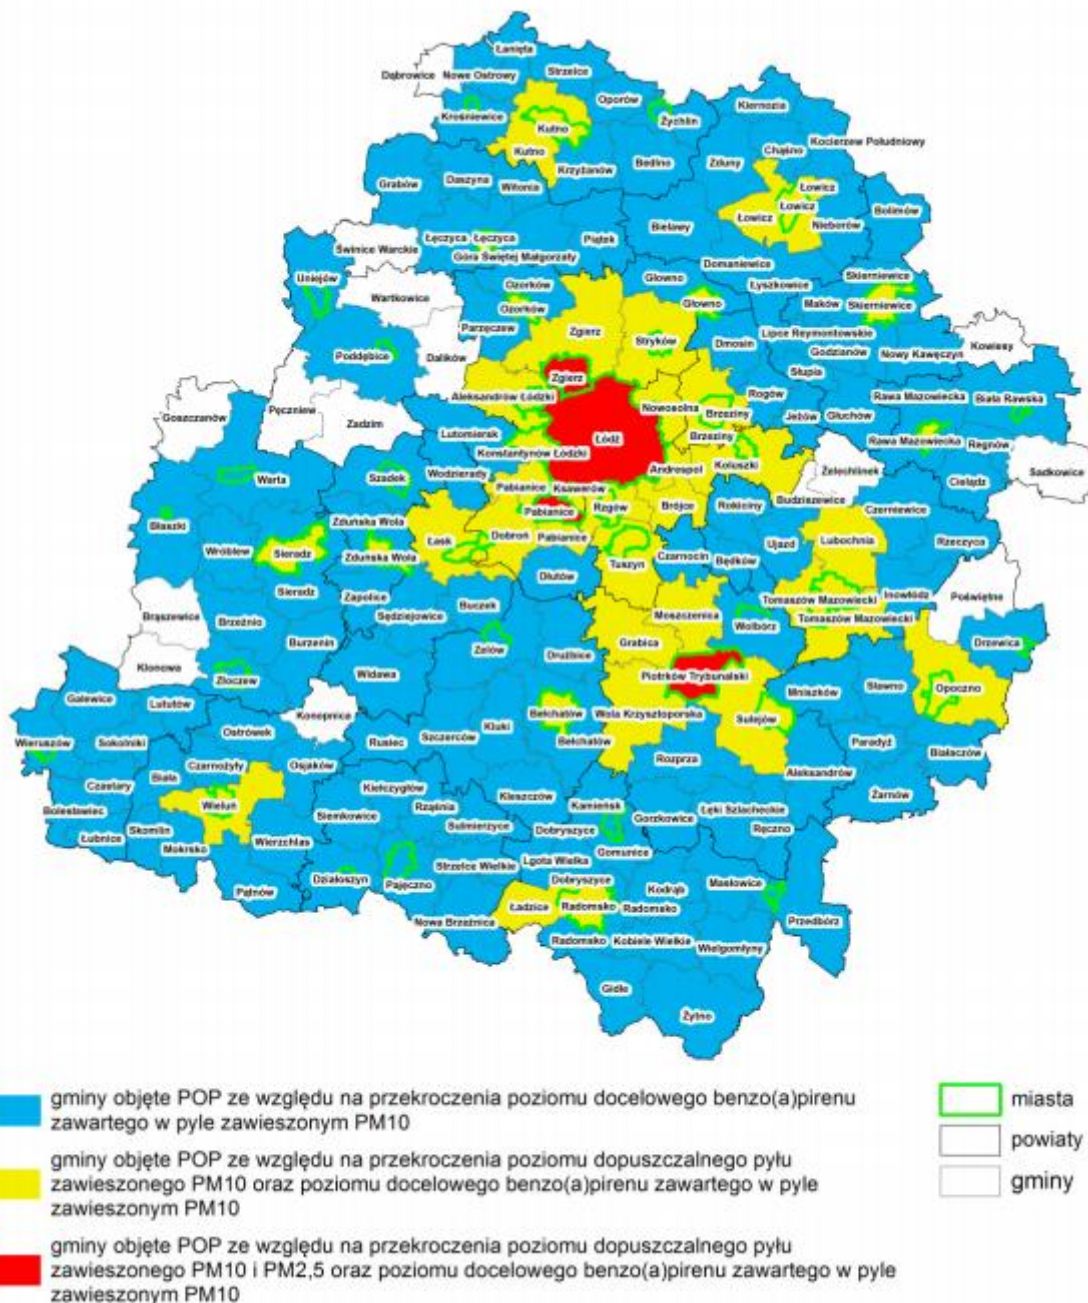 Łanięta
Dąbrowice Nowe Ostrowy Strzelce
Oporów
Krośniewice Żychlin Kiernozia
Kutno
Kutno Chąśno Kocierzew Południowy
Krzyżanów Bedlno Zduny
Grabów Daszyna Witonia Łowicz
Łowicz
Łowicz Bolimów
Nieborów
Świnice Warckie Łęczyca Łęczyca Piątek Bielawy
Góra Świętej Małgorzaty
Uniejów Domaniewice
Ozorków Głowno Łyszkowice Skierniewice
Wartkowice Ozorków Głowno Maków Skierniewice
Parzęczew Zgierz Stryków Dmosin Lipce Reymontowskie Kowiesy
Poddębice Dalików Godzianów Nowy Kawęczyn
Zgierz Słupia
Aleksandrów Łódzki Rogów Rawa Mazowiecka Biała Rawska
Goszczanów Pęczniew Zadzim Nowosolna Brzeziny Jeżów Głuchów
Lutomiersk Łódź Brzeziny Rawa Mazowiecka Regnów
Konstantynów Łódzki
Warta Szadek Wodzierady Andrespol Koluszki Żelechlinek Sadkowice
Pabianice Ksawerów Cielądz
Błaszki Zduńska Wola Pabianice Rzgów Brójce Rokiciny Budziszewice Czerniewice
Wróblew Sieradz Zduńska Wola Łask Dobroń Pabianice Ujazd Lubochnia Rzeczyca
Tuszyn Czarnocin Będków
Sieradz Zapolice Dłutów Inowłódz
Brąszewice Sędziejowice Buczek Tomaszów Mazowiecki Poświętne
Brzeźnio Moszczenica Wolbórz Tomaszów Mazowiecki
Burzenin Zelów Grabica Drzewica
Klonowa Widawa Drużbice
Złoczew Piotrków Trybunalski
Galewice Lututów Mniszków Sławno Opoczno
Konopnica Bełchatów Wola Krzysztoporska Sulejów
Wieruszów Sokolniki Ostrówek Rusiec Szczerców Kluki Bełchatów Paradyż Białaczów
Czarnożyły Osjaków Rozprza
Czastary Biała Kiełczygłów Aleksandrów
Bolesławiec Wieluń Siemkowice Rząśnia Kleszczów Kamieńsk Żarnów
Łubnice Skomlin Wierzchlas Sulmierzyce Dobryszyce Gorzkowice Łęki Szlacheckie
Mokrsko Ręczno
Pątnów Działoszyn Pajęczno Strzelce Wielkie Lgota Wielka Gomunice
Dobryszyce Kodrąb Masłowice
Ładzice Radomsko Radomsko
Nowa Brzeźnica Przedbórz
Radomsko Kobiele Wielkie Wielgomłyny
Gidle
Żytno
gminy objęte POP ze względu na przekroczenia poziomu docelowego benzo(a)pirenu
zawartego w pyle zawieszonym PM10
gminy objęte POP ze względu na przekroczenia poziomu dopuszczalnego pyłu
zawieszonego PM10 oraz poziomu docelowego benzo(a)pirenu zawartego w pyle
zawieszonym PM10
gminy objęte POP ze względu na przekroczenia poziomu dopuszczalnego pyłu
zawieszonego PM10 i PM2,5 oraz poziomu docelowego benzo(a)pirenu zawartego w pyle
zawieszonym PM10
miasta
powiaty
gminy